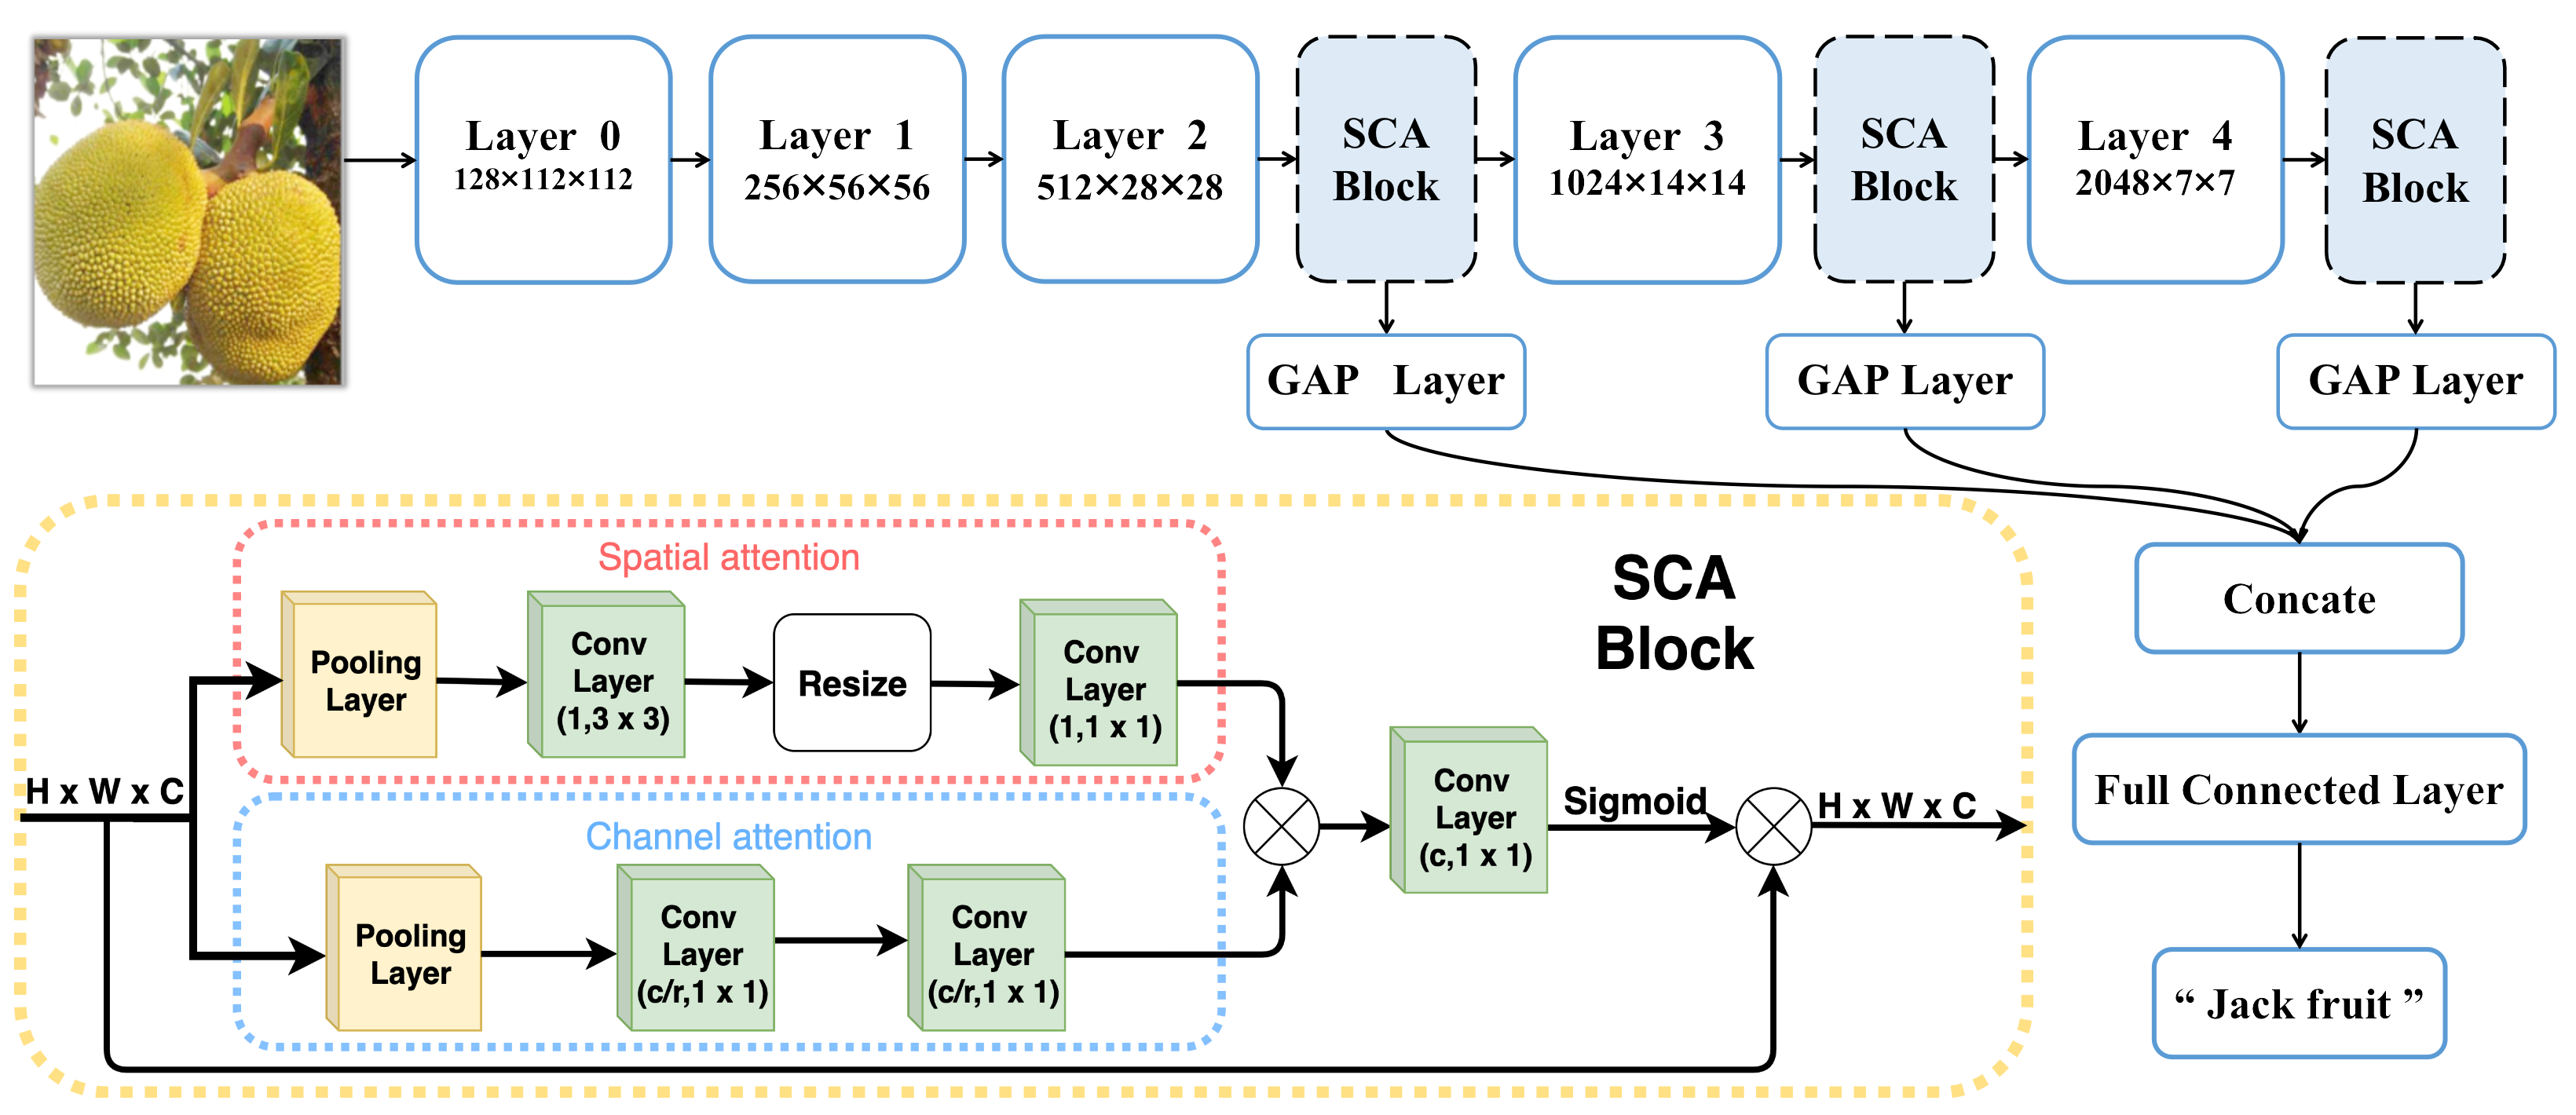 Layer 0
128×112×112
Layer 1
256×56×56
Layer 2
512×28×28
SCA
Block
Layer 3
1024×14×14
SCA
Block
Layer 4
2048×7×7
SCA
Block
GAP Layer
GAP Layer
GAP Layer
Concate
Full Connected Layer
“ Jack fruit ”
SCA
Block
Spatial attention
Pooling
Layer
Conv
Layer
(1,3 x 3)
Resize
Conv
Layer
(1,1 x 1)
H x W x C
Channel attention
Pooling
Layer
Conv
Layer
(c/r,1 x 1)
Conv
Layer
(c/r,1 x 1)
Conv
Layer
(c,1 x 1)
Sigmoid
H x W x C